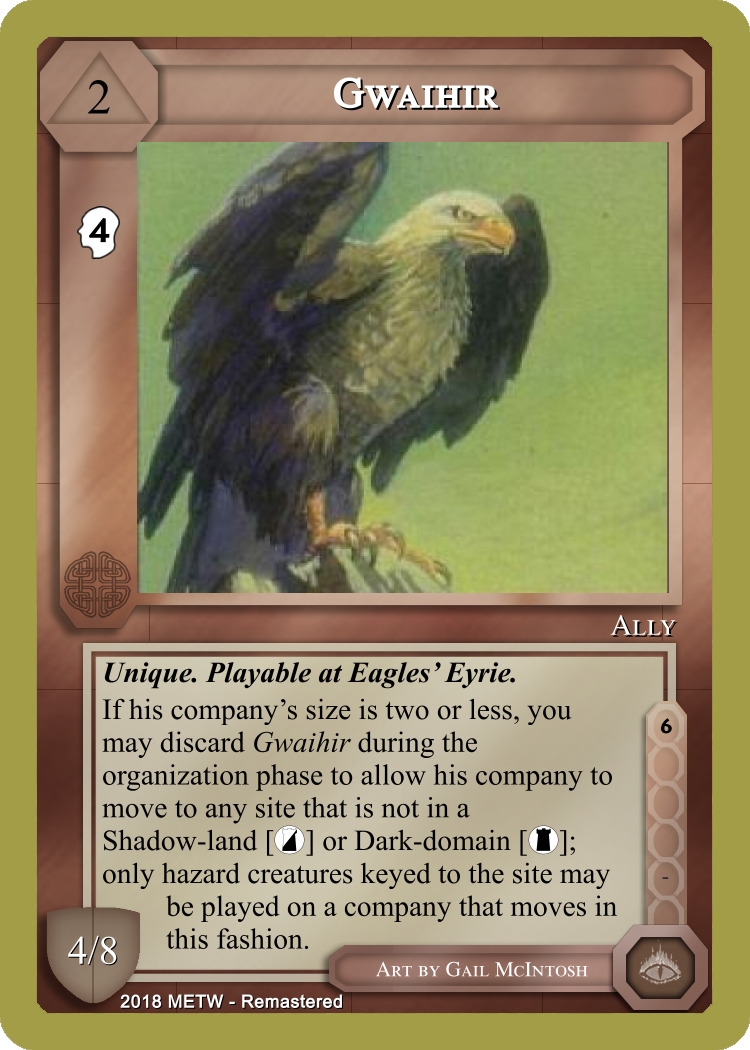 2
Gwaihir
4
Ally
Unique. Playable at Eagles’ Eyrie.
If his company’s size is two or less, you
may discard Gwaihir during the
organization phase to allow his company to
move to any site that is not in a
Shadow-land [ ] or Dark-domain [ ];
only hazard creatures keyed to the site may
be played on a company that moves in
this fashion.
6
-
4/8
Art by Gail McIntosh
2018 METW - Remastered